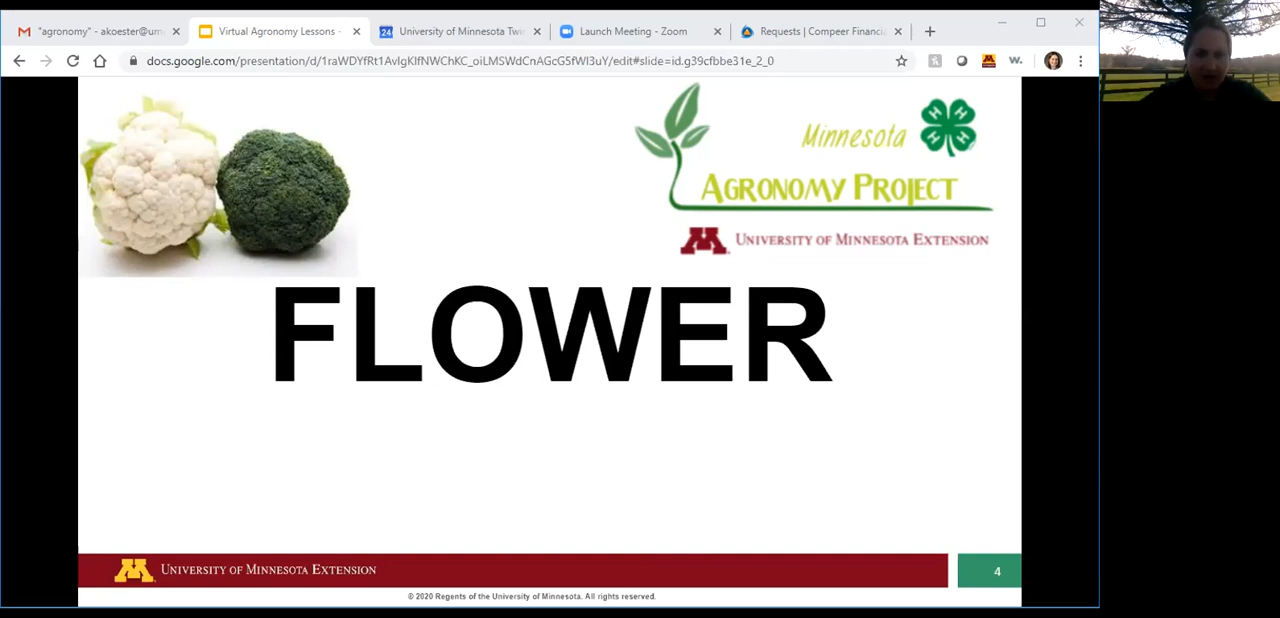 "agronomy" - akoester@um
Virtual Agronomy Lessons -
24
University of Minnesota Twi
Launch Meeting - Zoom
Requests | Compeer Financi
docs.google.com/presentation/d/1raWDYfRt1AvIgKIfNWChKC_oiLMSWdCnAGcG5fWI3uY/edit#slide=id.g39cfbbe31e_2_0
W.
H H H H
Minnesota
AGRONOMY PROJECT
M UNIVERSITY OF MINNESOTA EXTENSION
FLOWER
M UNIVERSITY OF MINNESOTA EXTENSION
4
© 2020 Regents of the University of Minnesota. All rights reserved.